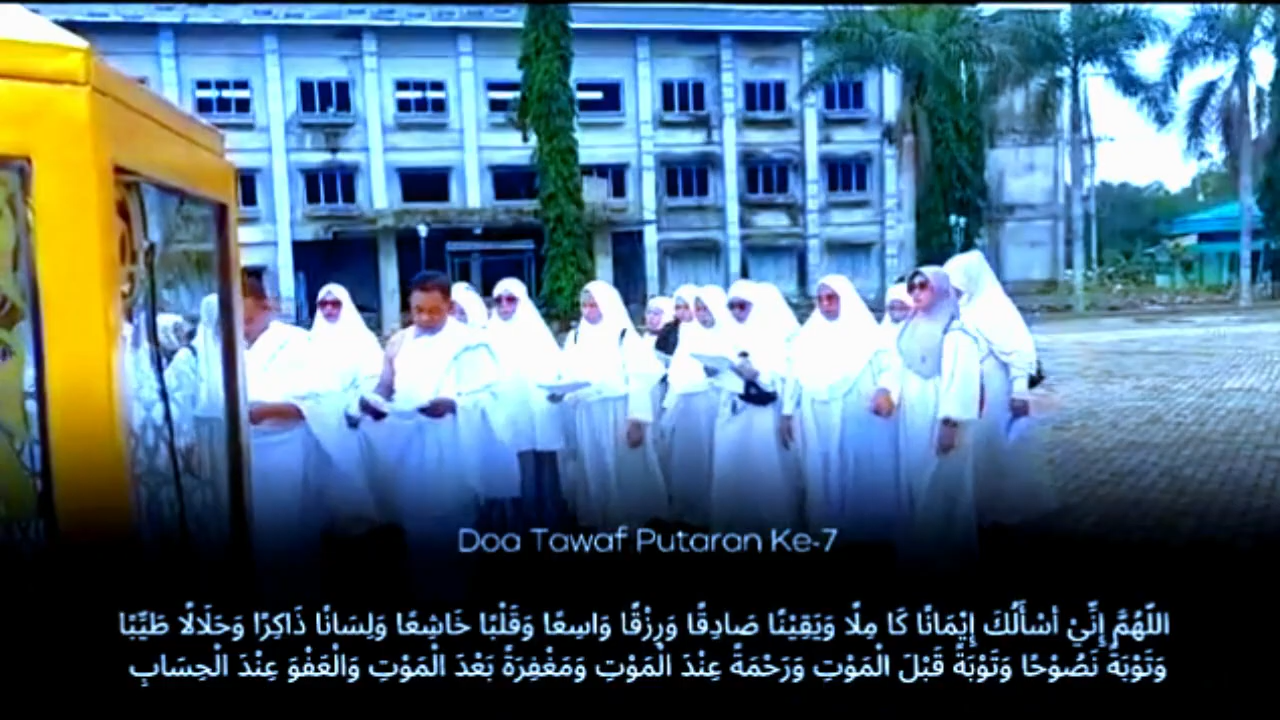 Doa Tawaf Putaran Ke-7
اللّٰهُمَّ إِنِّيْ أَسْأَلُكَ إِيْمَانًا كَا مِلًا وَيَقِيْنًا صَادِقًا وَرِزْقًا وَاسِعًا وَقَلْبًا خَاشِعًا وَلِسَانًا ذَاكِرًا وَحَلَالًا طَيِّبًا
وَتَوْبَةً نَصُوْحًا وَتَوْبَةً قَبْلَ الْمَوْتِ وَرَحْمَةً عِنْدَ الْمَوْتِ وَمَغْفِرَةً بَعْدَ الْمَوْتِ وَالْعَفْوَ عِنْدَ الْحِسَابِ